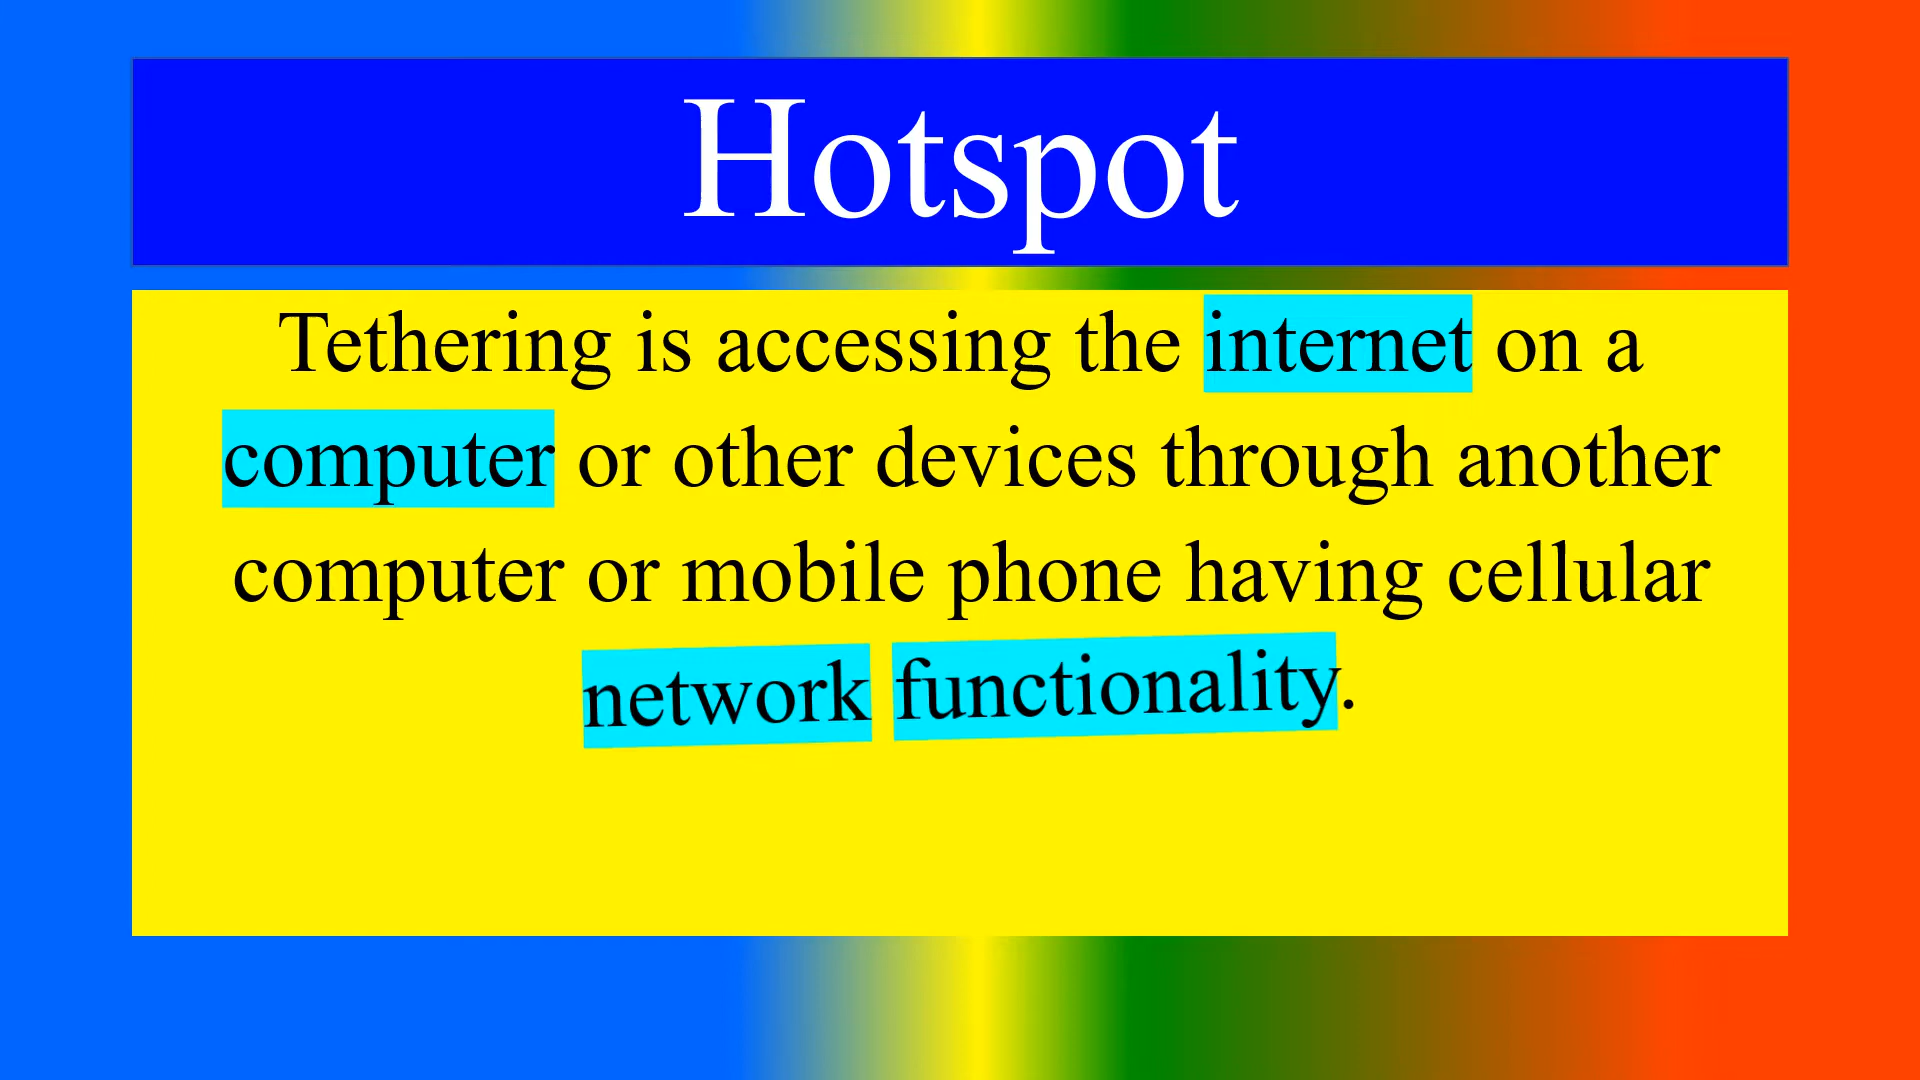 Hotspot
Tethering is accessing the internet on a
computer or other devices through another
computer or mobile phone having cellular
network functionality.